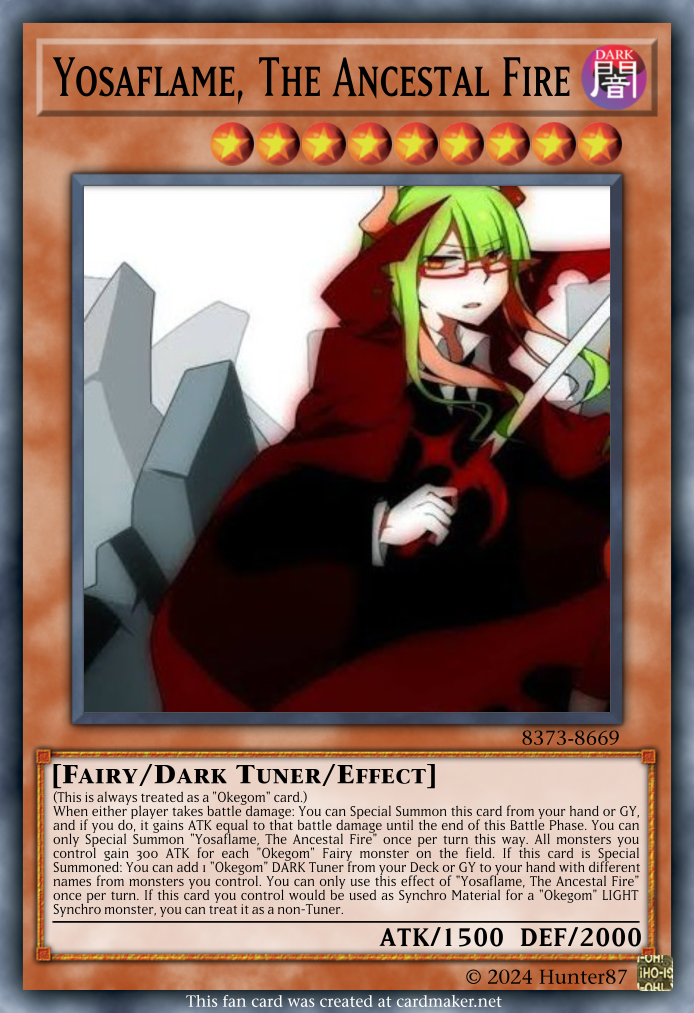 Yosaflame, The Ancestal Fire
DARK
闇
8373-8669
[Fairy/Dark Tuner/Effect]
(This is always treated as a "Okegom" card.)
When either player takes battle damage: You can Special Summon this card from your hand or GY,
and if you do, it gains ATK equal to that battle damage until the end of this Battle Phase. You can
only Special Summon "Yosaflame, The Ancestal Fire" once per turn this way. All monsters you
control gain 300 ATK for each "Okegom" Fairy monster on the field. If this card is Special
Summoned: You can add 1 "Okegom" DARK Tuner from your Deck or GY to your hand with different
names from monsters you control. You can only use this effect of "Yosaflame, The Ancestal Fire"
once per turn. If this card you control would be used as Synchro Material for a "Okegom" LIGHT
Synchro monster, you can treat it as a non-Tuner.
ATK/1500 DEF/2000
© 2024 Hunter87
This fan card was created at cardmaker.net